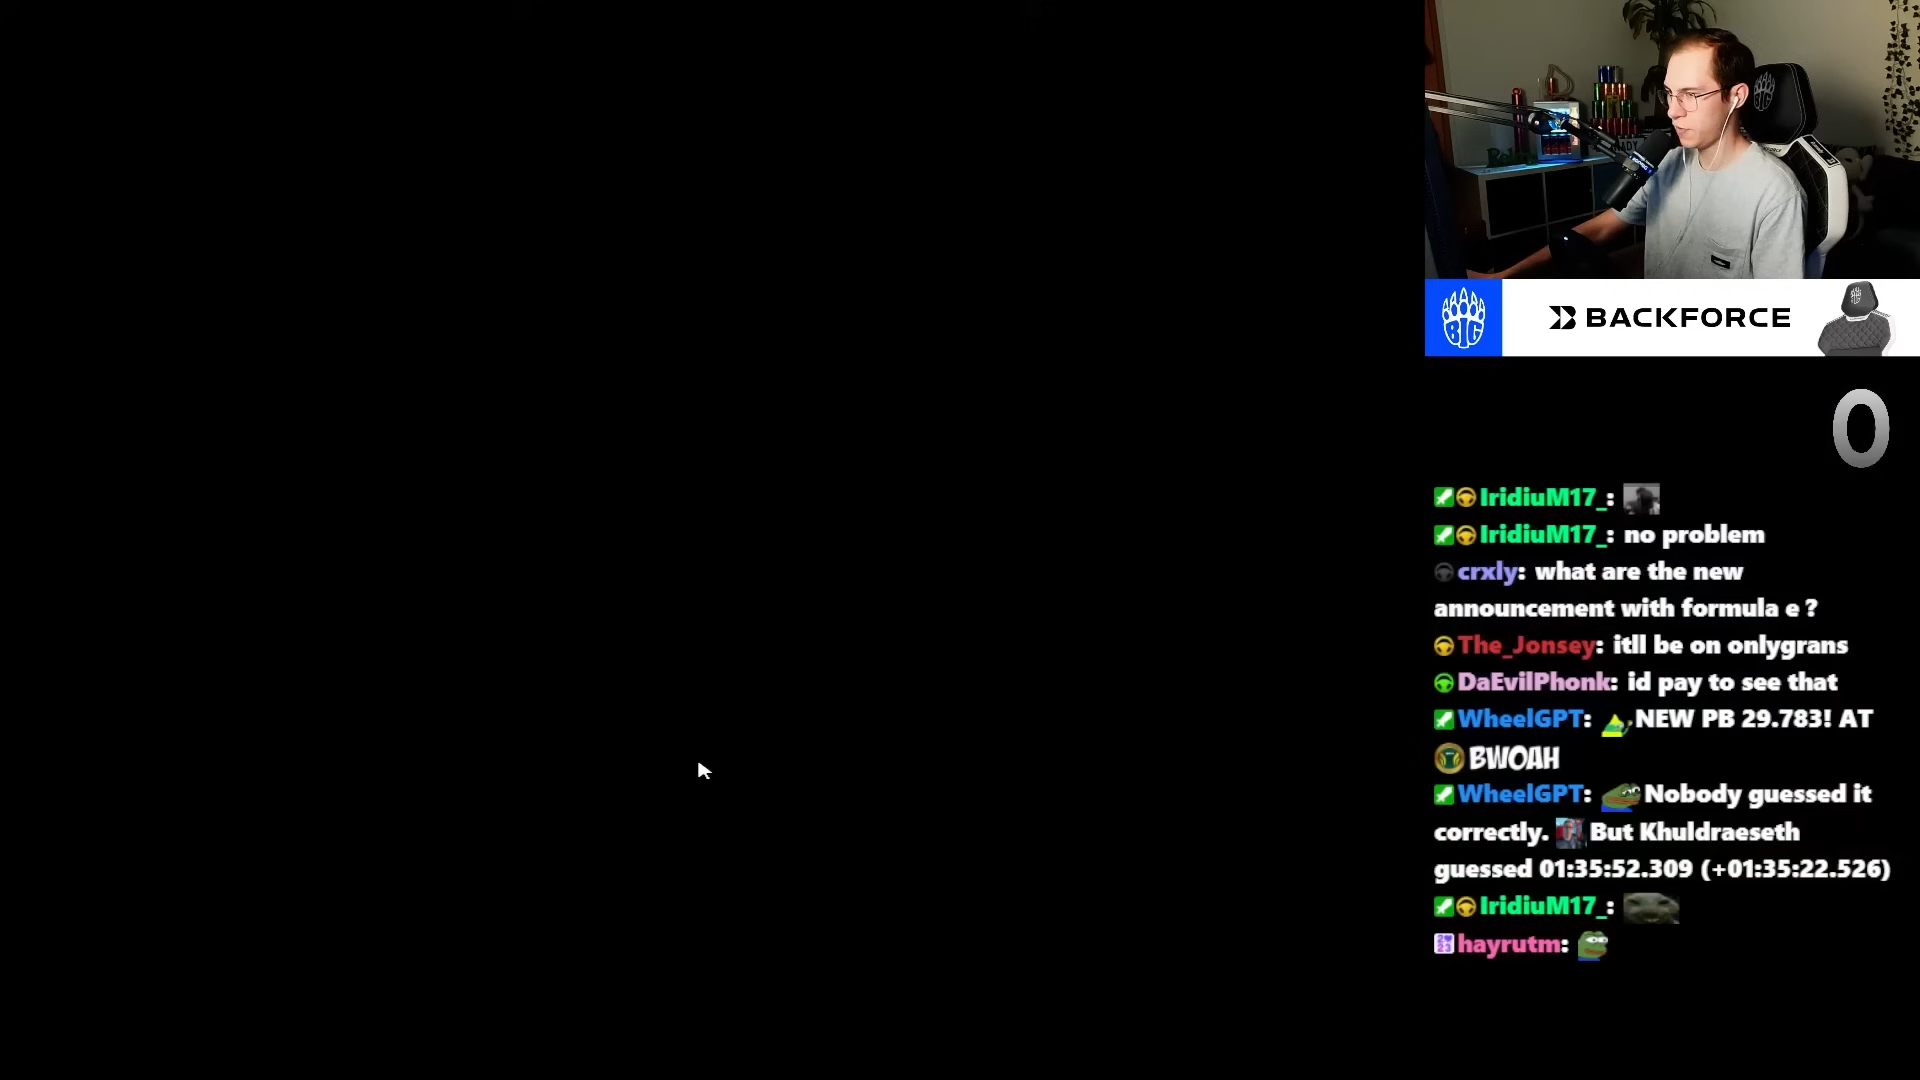 BIG
BACKFORCE
0
IridiuM17_:
IridiuM17_: no problem
crxly: what are the new
announcement with formula e ?
The_Jonsey: itll be on onlygrans
DaEvilPhonk: id pay to see that
WheelGPT: NEW PB 29.783! AT
BWOAH
WheelGPT: Nobody guessed it
correctly. But Khuldraeseth
guessed 01:35:52.309 (+01:35:22.526)
IridiuM17_:
hayrutm: